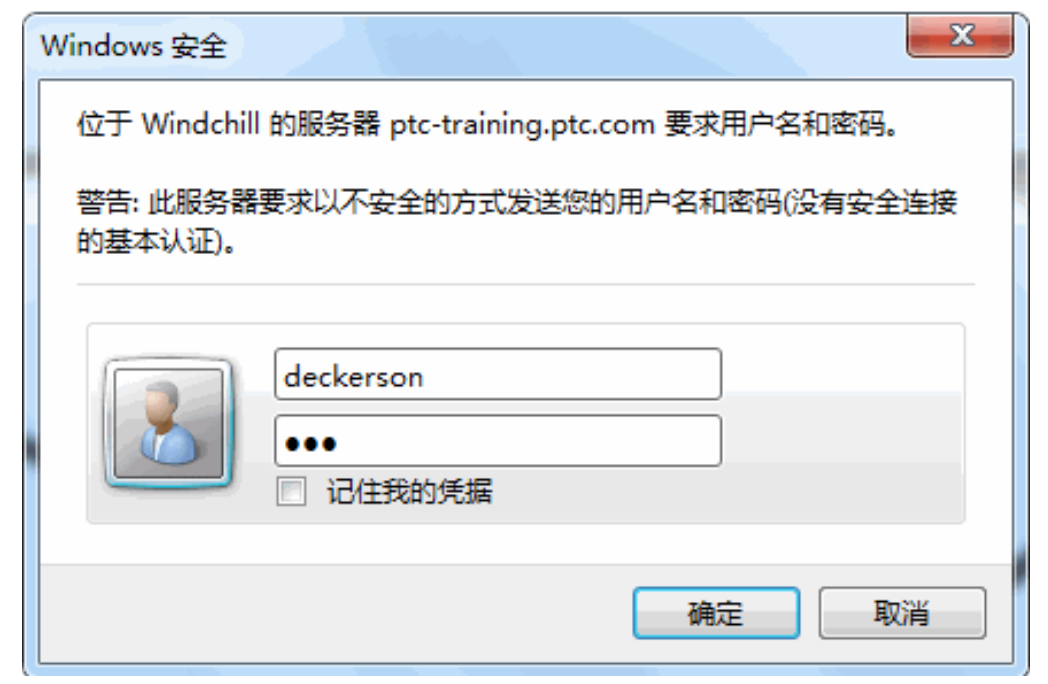 Windows 安全
位于 Windchill 的服务器 ptc-training.ptc.com 要求用户名和密码。
警告: 此服务器要求以不安全的方式发送您的用户名和密码(没有安全连接
的基本认证)。
deckerson
●●●
记住我的凭据
确定 取消